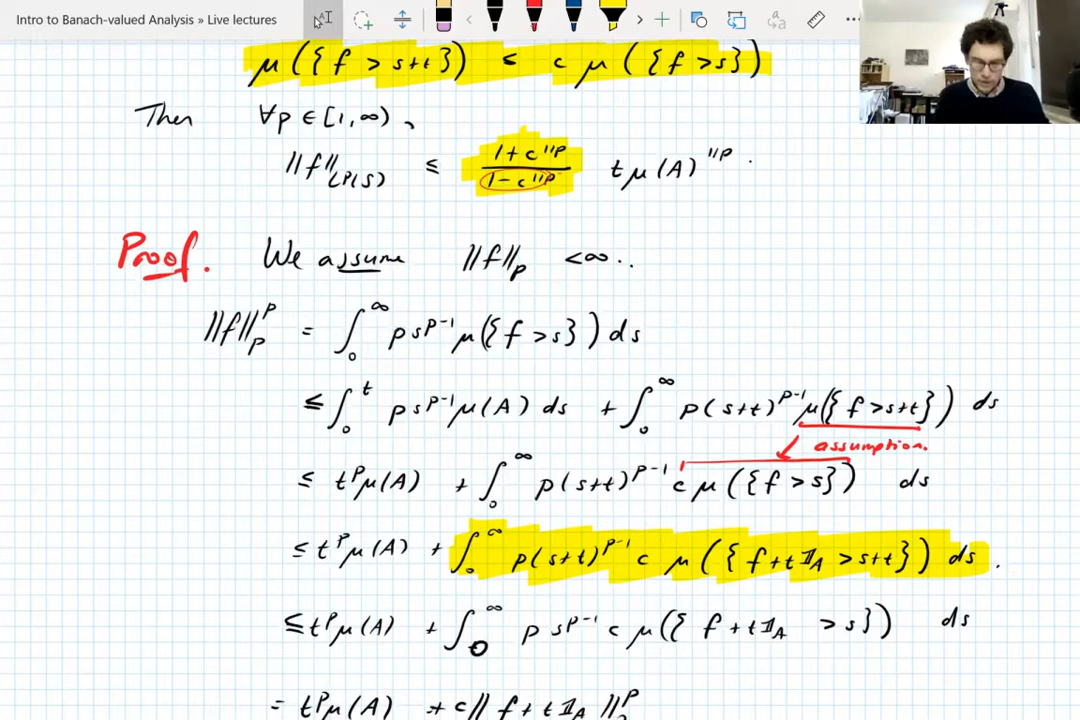 Intro to Banach-valued Analysis » Live lectures
μ({f > s+t}) ≤ c μ({f>s})
Then ∀p ∈ [1,∞),
‖f‖_{L^p(S)} ≤ \frac{1+c^{1/p}}{1-c^{1/p}} t μ(A)^{1/p}.
Proof. We assume ‖f‖_p <∞..
‖f‖_p^p = ∫_0^∞ p s^{p-1} μ({f >s}) ds
≤ ∫_0^t p s^{p-1} μ(A) ds + ∫_0^∞ p(s+t)^{p-1} μ({f>s+t}) ds
assumption.
≤ t^p μ(A) + ∫_0^∞ p(s+t)^{p-1} c μ({f>s}) ds
≤ t^p μ(A) + ∫_0^∞ p(s+t)^{p-1} c μ({f+t𝟙_A > s+t}) ds.
≤ t^p μ(A) + ∫_0^∞ p s^{p-1} c μ({f+t𝟙_A >s}) ds
= t^p μ(A) + c‖f+t𝟙_A‖_p^p